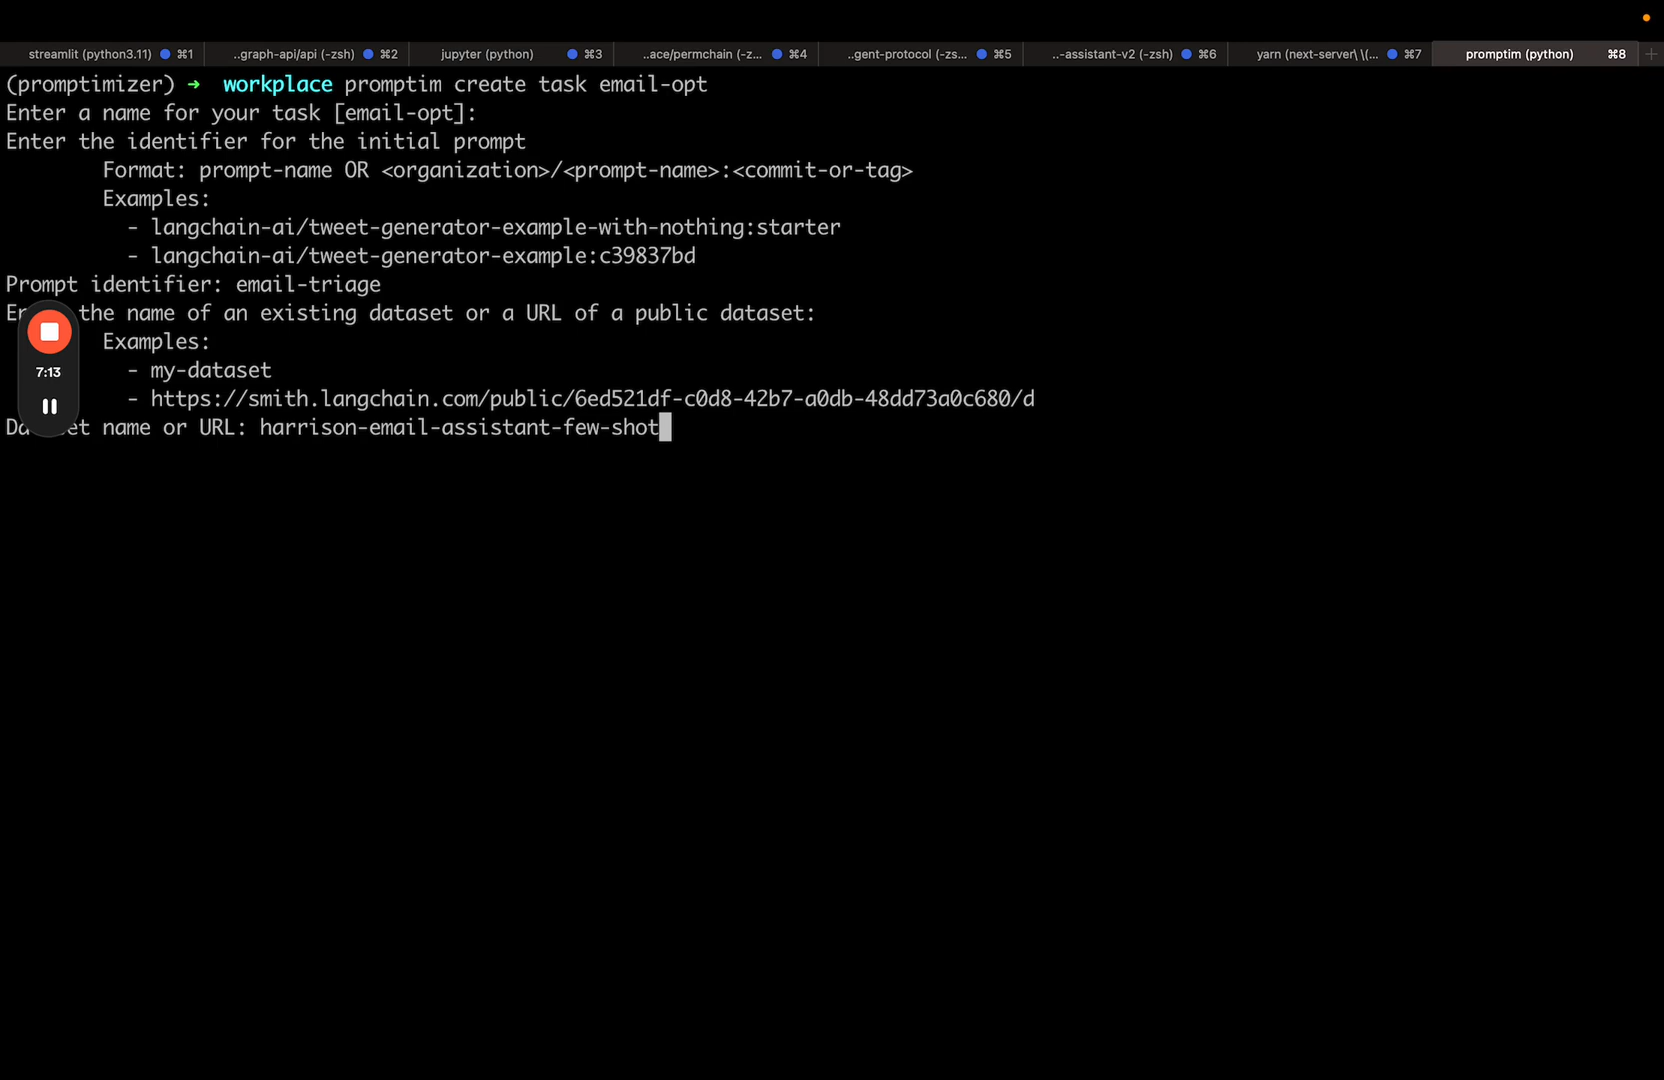 streamlit (python3.11) ⌘1 ..graph-api/api (-zsh) ⌘2 jupyter (python) ⌘3 ..ace/permchain (-z... ⌘4 ..gent-protocol (-zs... ⌘5 ..-assistant-v2 (-zsh) ⌘6 yarn (next-server\ \(... ⌘7 promptim (python) ⌘8
(promptimizer) → workplace promptim create task email-opt
Enter a name for your task [email-opt]:
Enter the identifier for the initial prompt
Format: prompt-name OR <organization>/<prompt-name>:<commit-or-tag>
Examples:
- langchain-ai/tweet-generator-example-with-nothing:starter
- langchain-ai/tweet-generator-example:c39837bd
Prompt identifier: email-triage
the name of an existing dataset or a URL of a public dataset:
Examples:
7:13
- my-dataset
- https://smith.langchain.com/public/6ed521df-c0d8-42b7-a0db-48dd73a0c680/d
name or URL: harrison-email-assistant-few-shot